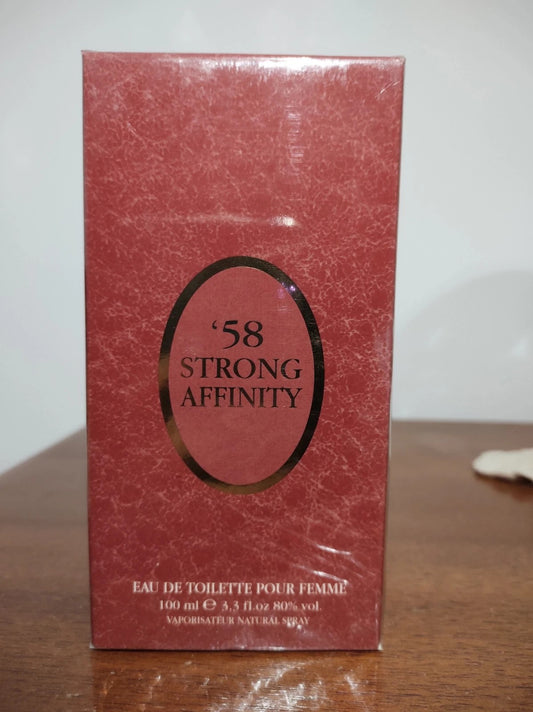 ‘58
STRONG
AFFINITY
EAU DE TOILETTE POUR FEMME
100 ml ℮ 3.3 fl.oz 80% vol.
VAPORISATEUR NATURAL SPRAY